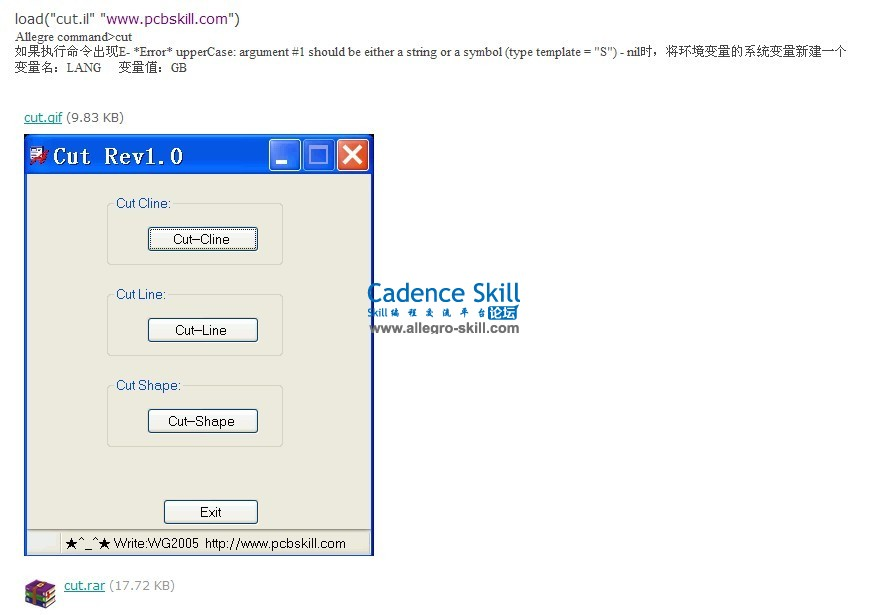 load("cut.il" "www.pcbskill.com")
Allegre command>cut
如果执行命令出现E- *Error* upperCase: argument #1 should be either a string or a symbol (type template = "S") - nil时，将环境变量的系统变量新建一个
变量名：LANG 变量值：GB
cut.gif (9.83 KB)
Cut Rev1.0
Cut Cline:
Cut-Cline
Cut Line:
Cut-Line
Cut Shape:
Cut-Shape
Exit
★^_^★ Write:WG2005 http://www.pcbskill.com
Cadence Skill
Skill 编程交流平台 论坛
www.allegro-skill.com
cut.rar (17.72 KB)